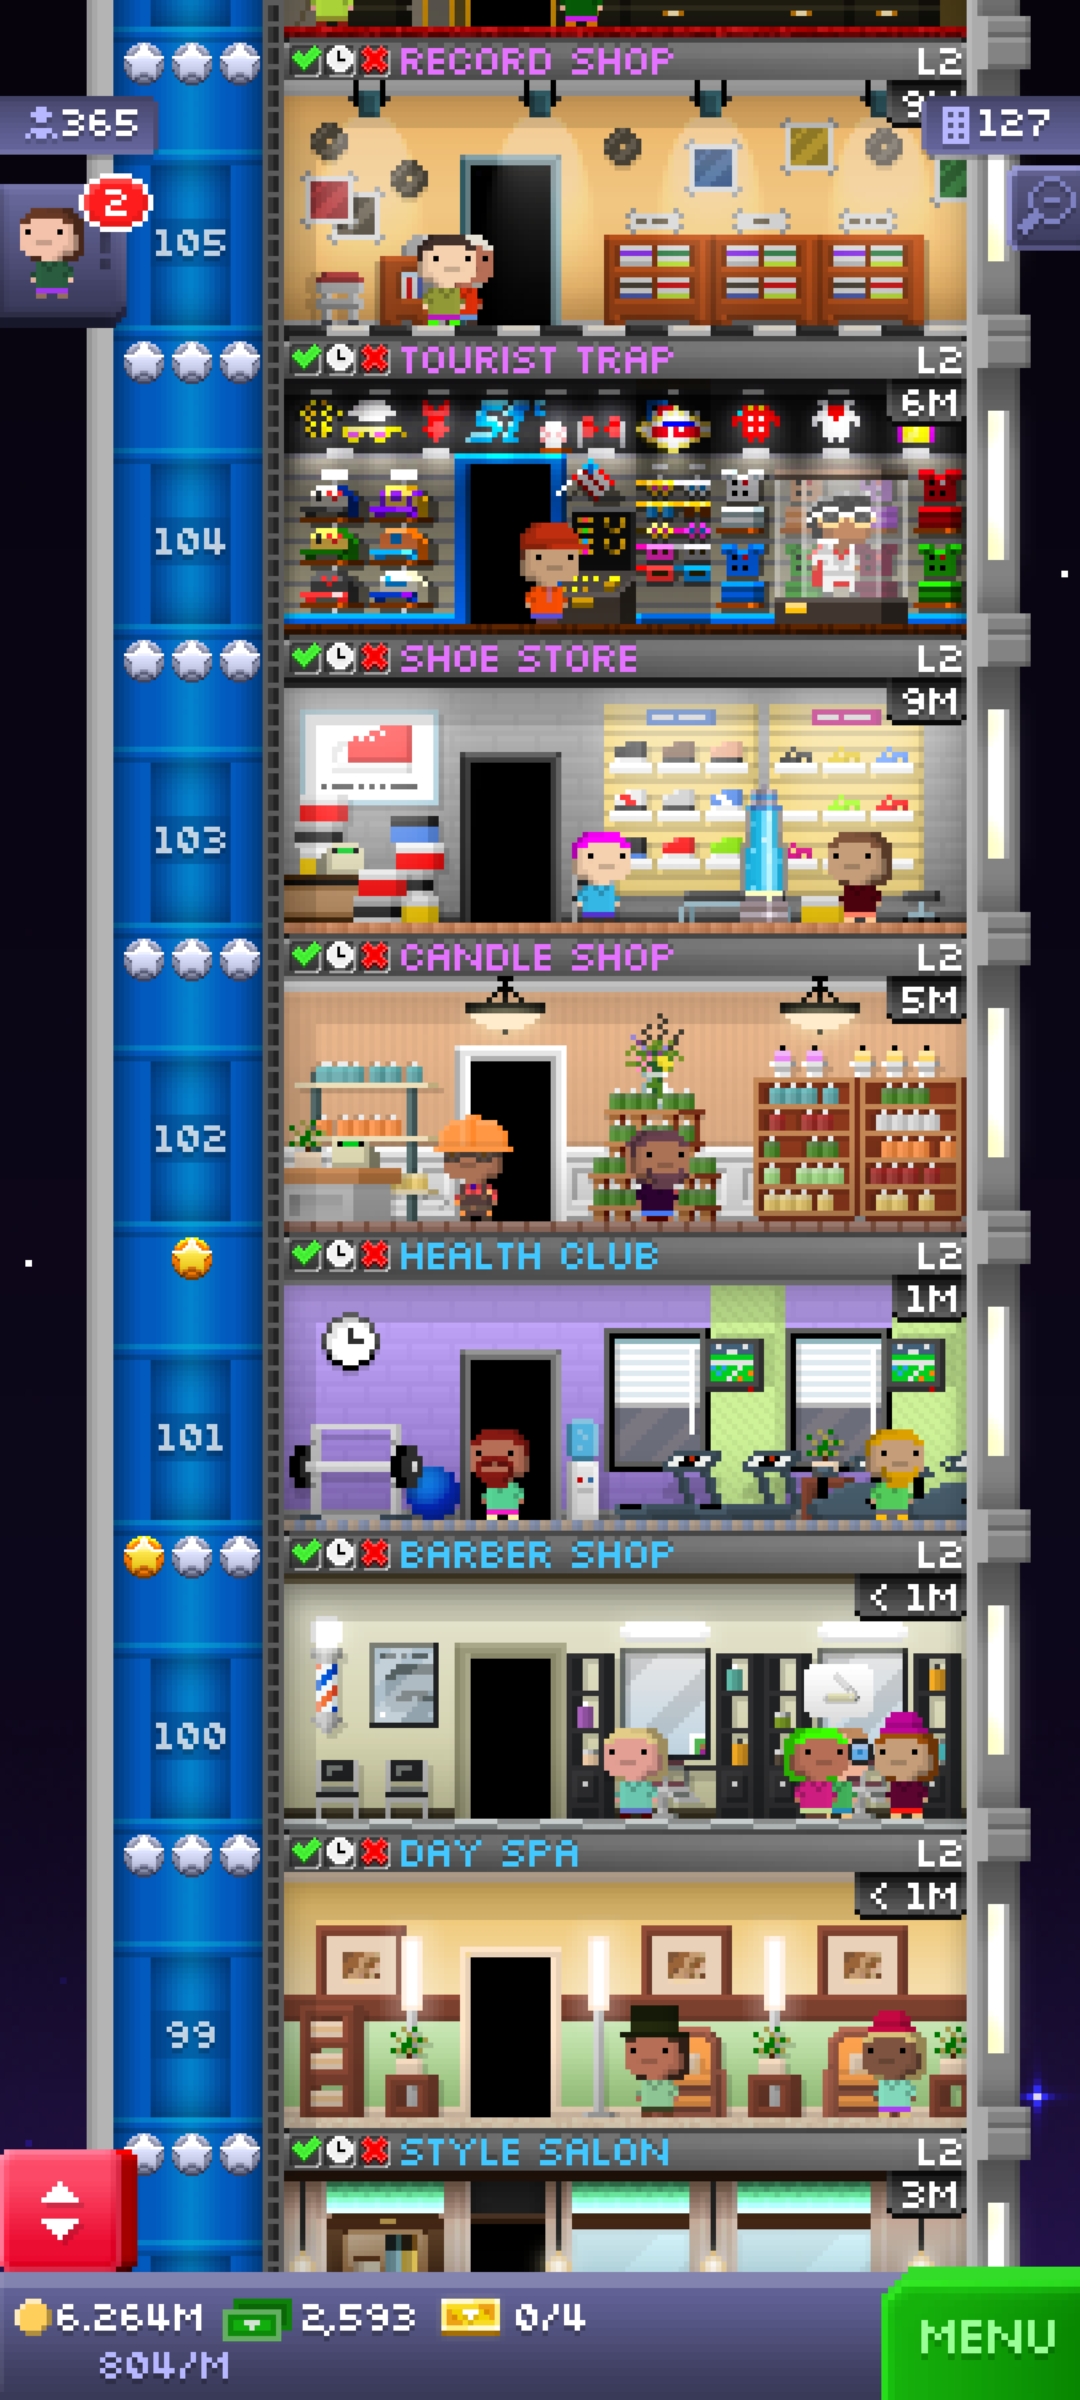 RECORD SHOP L2
365
127
2
105
TOURIST TRAP L2
6M
104
SHOE STORE L2
9M
103
CANDLE SHOP L2
5M
102
HEALTH CLUB L2
1M
101
BARBER SHOP L2
< 1M
100
DAY SPA L2
< 1M
99
STYLE SALON L2
3M
6.264M 2,593 0/4
804/M
MENU